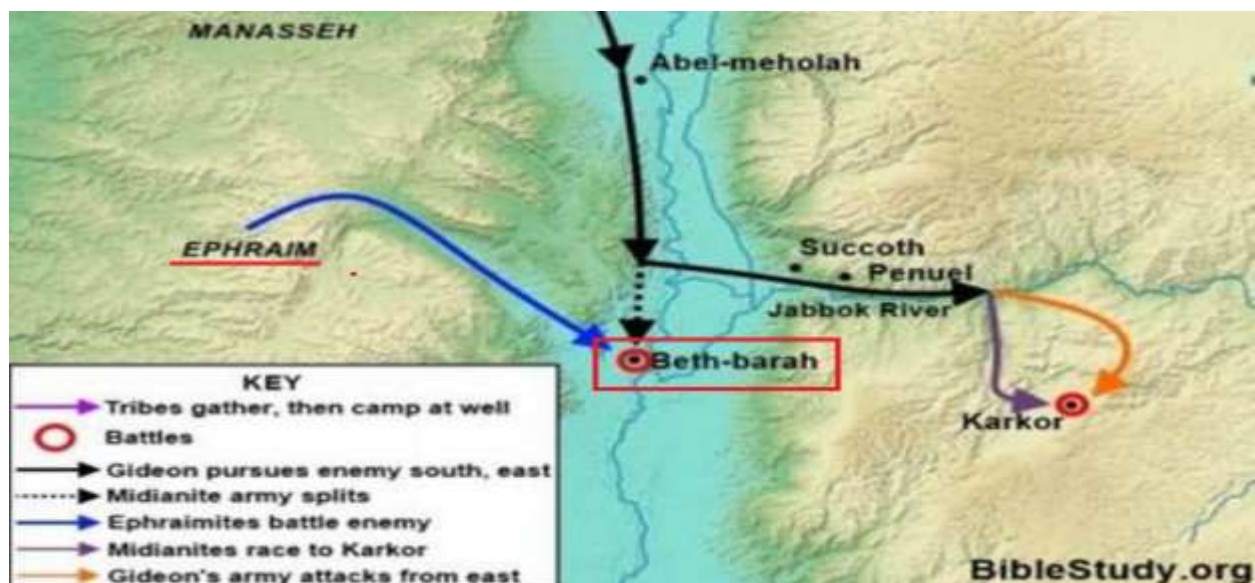 MANASSEH
Abel-meholah
EPHRAIM
Succoth
Penuel
Jabbok River
Beth-barah
Karkor
KEY
Tribes gather, then camp at well
Battles
Gideon pursues enemy south, east
Midianite army splits
Ephraimites battle enemy
Midianites race to Karkor
Gideon's army attacks from east
BibleStudy.org